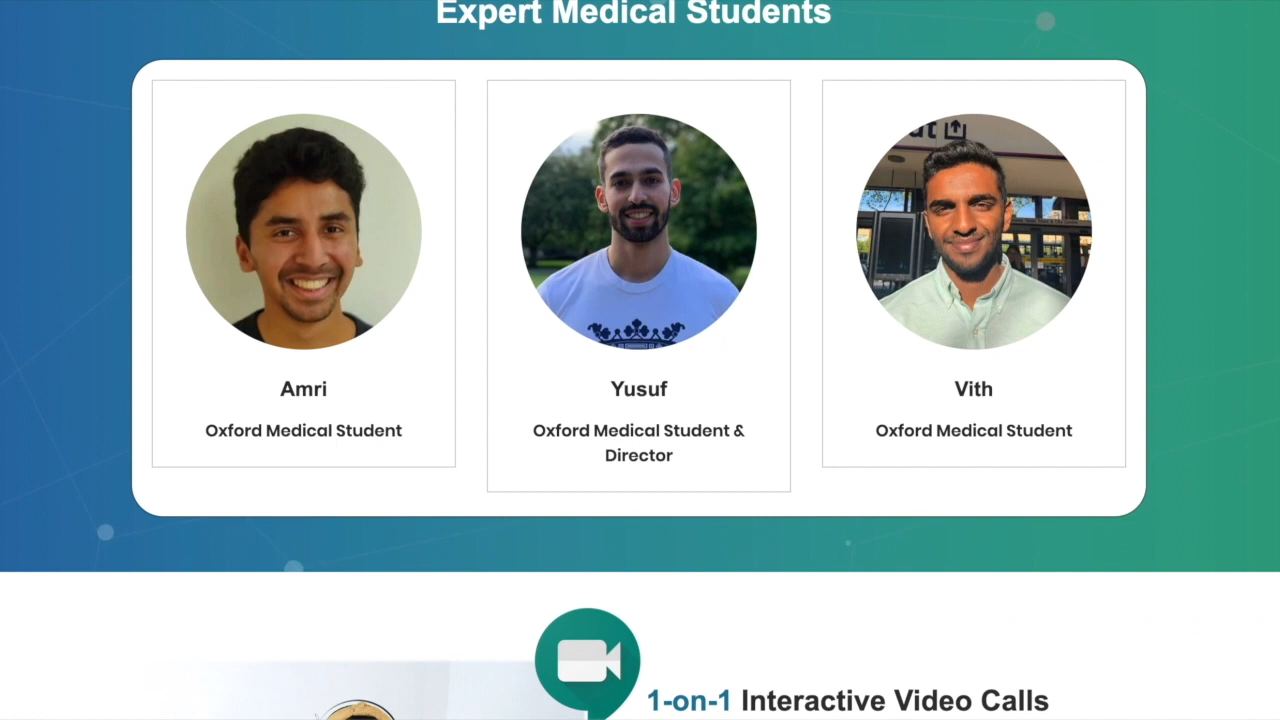 Expert Medical Students
Amri
Oxford Medical Student
Yusuf
Oxford Medical Student &
Director
Vith
Oxford Medical Student
1-on-1 Interactive Video Calls